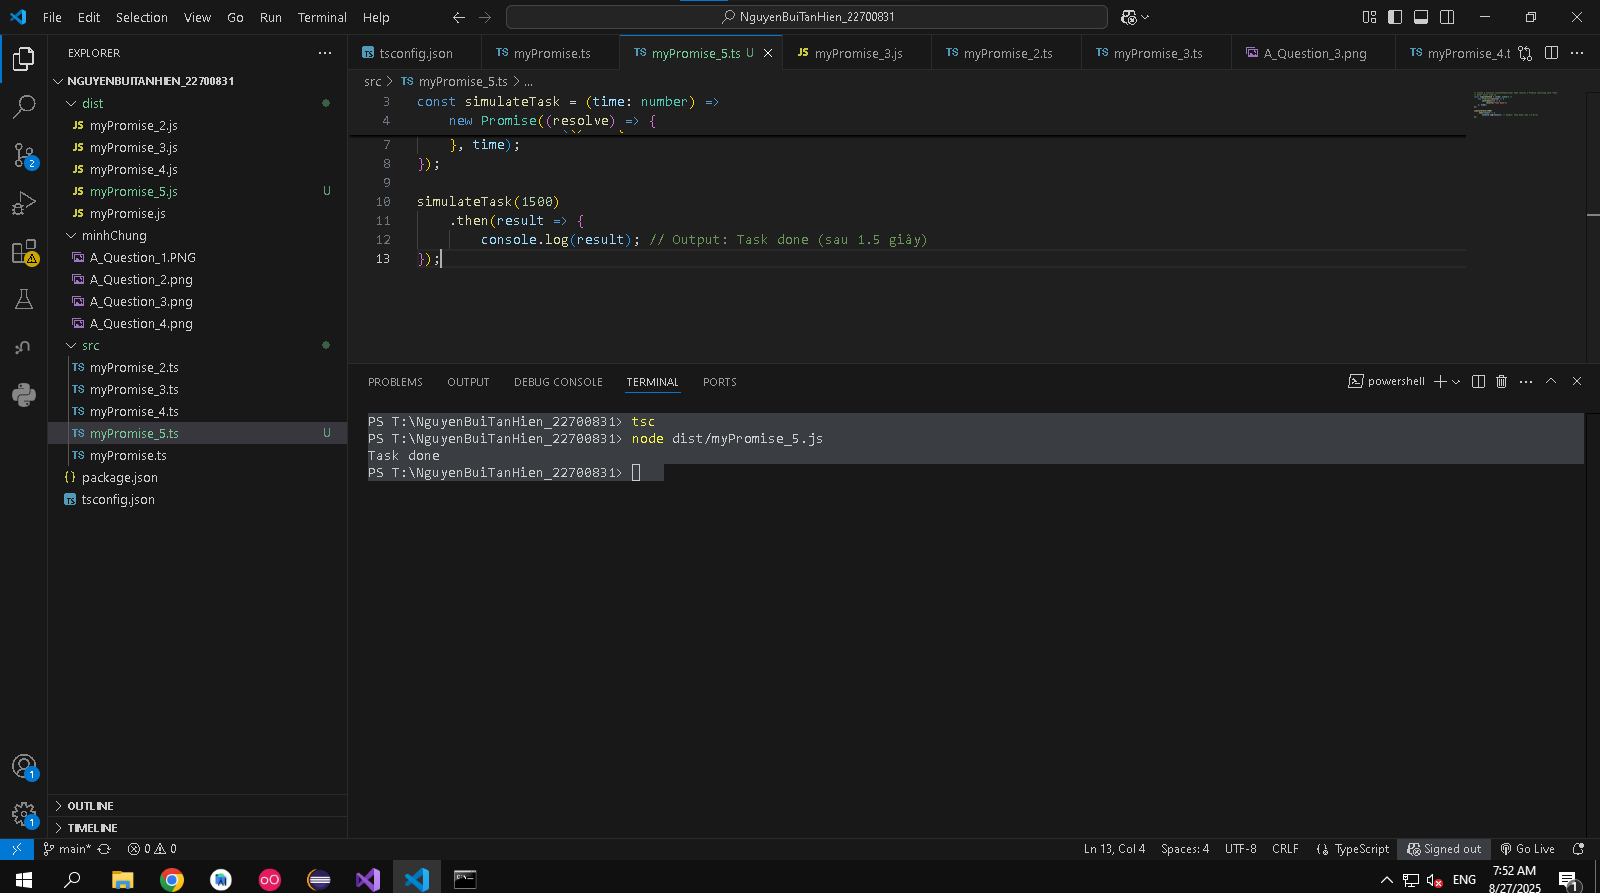 File Edit Selection View Go Run Terminal Help
NguyenBuiTanHien_22700831
EXPLORER
NGUYENBUITANHIEN_22700831
dist
JS myPromise_2.js
JS myPromise_3.js
JS myPromise_4.js
JS myPromise_5.js U
JS myPromise.js
minhChung
A_Question_1.PNG
A_Question_2.png
A_Question_3.png
A_Question_4.png
src
TS myPromise_2.ts
TS myPromise_3.ts
TS myPromise_4.ts
TS myPromise_5.ts U
TS myPromise.ts
{} package.json
TS tsconfig.json
OUTLINE
TIMELINE
2
1
1
TS tsconfig.json TS myPromise.ts TS myPromise_5.ts U JS myPromise_3.js TS myPromise_2.ts TS myPromise_3.ts A_Question_3.png TS myPromise_4.t
src > TS myPromise_5.ts > ...
3 const simulateTask = (time: number) =>
4 new Promise((resolve) => {
7 }, time);
8 });
9
10 simulateTask(1500)
11 .then(result => {
12 console.log(result); // Output: Task done (sau 1.5 giây)
13 });
PROBLEMS OUTPUT DEBUG CONSOLE TERMINAL PORTS
powershell
PS T:\NguyenBuiTanHien_22700831> tsc
PS T:\NguyenBuiTanHien_22700831> node dist/myPromise_5.js
Task done
PS T:\NguyenBuiTanHien_22700831>
main* 0 0
Ln 13, Col 4 Spaces: 4 UTF-8 CRLF TypeScript Signed out Go Live
ENG
7:52 AM
8/27/2025
1